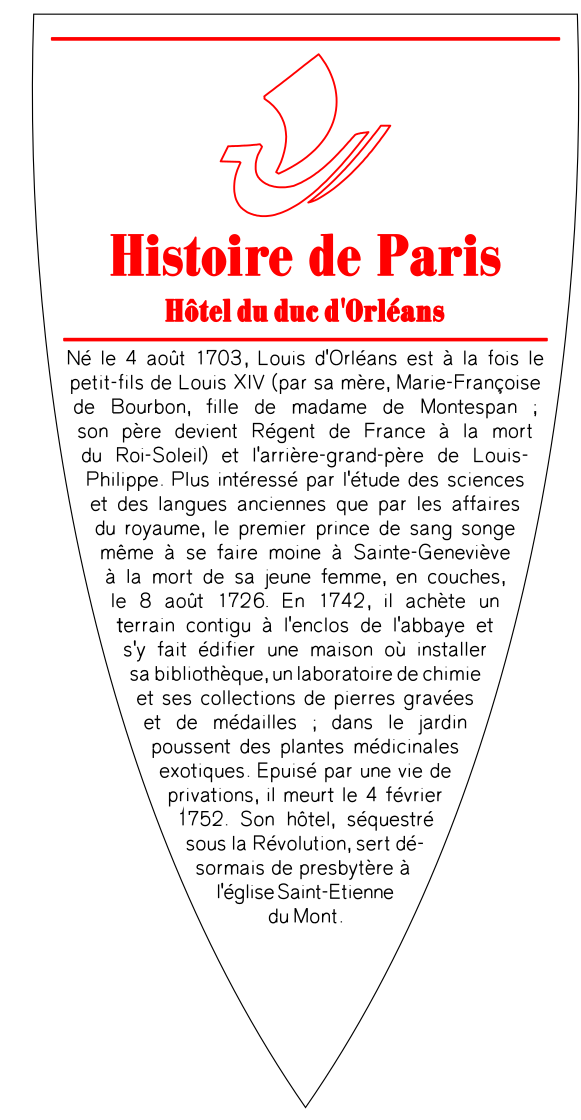 Histoire de Paris
Hôtel du duc d'Orléans
Né le 4 août 1703, Louis d'Orléans est à la fois le
petit-fils de Louis XIV (par sa mère, Marie-Françoise
de Bourbon, fille de madame de Montespan ;
son père devient Régent de France à la mort
du Roi-Soleil) et l'arrière-grand-père de Louis-
Philippe. Plus intéressé par l'étude des sciences
et des langues anciennes que par les affaires
du royaume, le premier prince de sang songe
même à se faire moine à Sainte-Geneviève
à la mort de sa jeune femme, en couches,
le 8 août 1726. En 1742, il achète un
terrain contigu à l'enclos de l'abbaye et
s'y fait édifier une maison où installer
sa bibliothèque, un laboratoire de chimie
et ses collections de pierres gravées
et de médailles ; dans le jardin
poussent des plantes médicinales
exotiques. Epuisé par une vie de
privations, il meurt le 4 février
1752. Son hôtel, séquestré
sous la Révolution, sert dé-
sormais de presbytère à
l'église Saint-Etienne
du Mont.